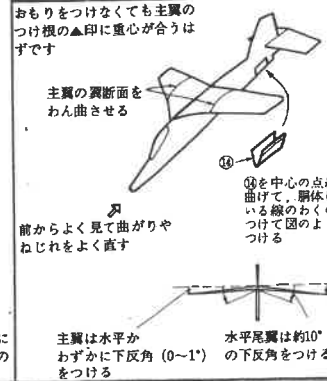 おもりをつけなくても主翼の
つけ根の▲印に重心が合うは
ずです
主翼の翼断面を
わん曲させる
⑭
⑭を中心の点
曲げて，胴体
いる線のわく
つけて図のよ
つける
前からよく見て曲がりや
ねじれをよく直す
に
の
主翼は水平か
わずかに下反角（0～1°）
をつける
水平尾翼は約10°
の下反角をつける